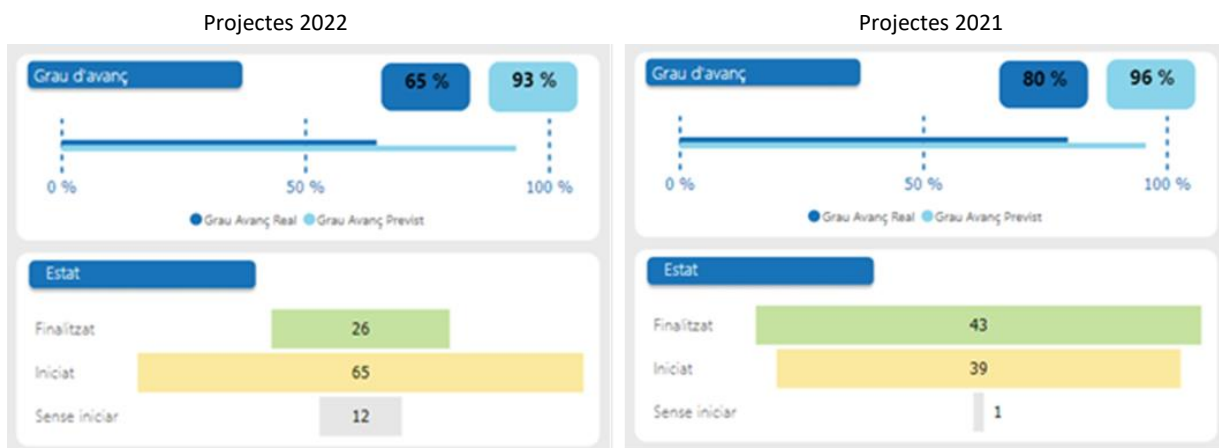 Projectes 2022
Grau d'avanç
65 %
93 %
0 %
50 %
100 %
Grau Avanç Real Grau Avanç Previst
Estat
Finalitzat 26
Iniciat 65
Sense iniciar 12
Projectes 2021
Grau d'avanç
80 %
96 %
0 %
50 %
100 %
Grau Avanç Real Grau Avanç Previst
Estat
Finalitzat 43
Iniciat 39
Sense iniciar 1